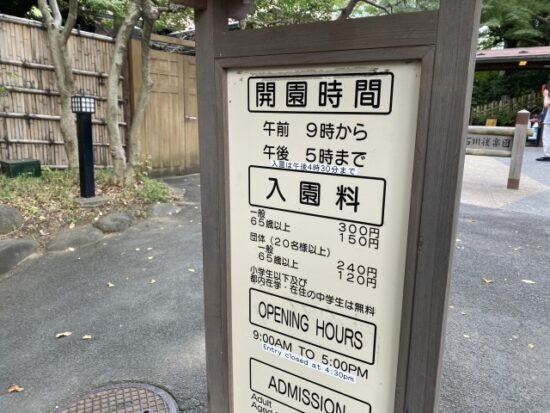 開園時間
午前 9時から
午後 5時まで
入園は午後4時30分まで
入園料
一般 300円
65歳以上 150円
団体(20名様以上)
一般 240円
65歳以上 120円
小学生以下及び
都内在学・在住の中学生は無料
OPENING HOURS
9:00AM TO 5:00PM
Entry closed at 4:30pm
ADMISSION
Adult